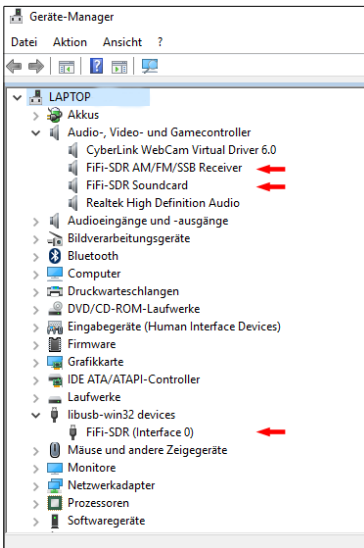 Geräte-Manager
Datei Aktion Ansicht ?
LAPTOP
Akkus
Audio-, Video- und Gamecontroller
CyberLink WebCam Virtual Driver 6.0
FiFi-SDR AM/FM/SSB Receiver
FiFi-SDR Soundcard
Realtek High Definition Audio
Audioeingänge und -ausgänge
Bildverarbeitungsgeräte
Bluetooth
Computer
Druckwarteschlangen
DVD/CD-ROM-Laufwerke
Eingabegeräte (Human Interface Devices)
Firmware
Grafikkarte
IDE ATA/ATAPI-Controller
Laufwerke
libusb-win32 devices
FiFi-SDR (Interface 0)
Mäuse und andere Zeigegeräte
Monitore
Netzwerkadapter
Prozessoren
Softwaregeräte